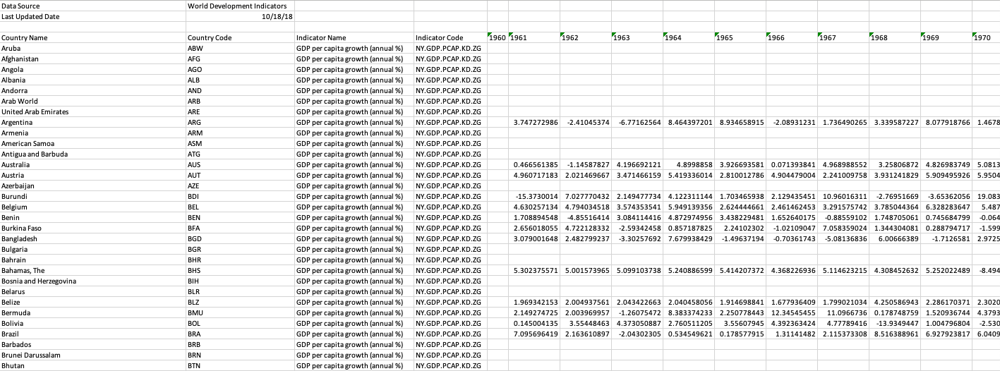 Data Source World Development Indicators
Last Updated Date 10/18/18
Country Name Country Code Indicator Name Indicator Code 1960 1961 1962 1963 1964 1965 1966 1967 1968 1969 1970
Aruba ABW GDP per capita growth (annual %) NY.GDP.PCAP.KD.ZG
Afghanistan AFG GDP per capita growth (annual %) NY.GDP.PCAP.KD.ZG
Angola AGO GDP per capita growth (annual %) NY.GDP.PCAP.KD.ZG
Albania ALB GDP per capita growth (annual %) NY.GDP.PCAP.KD.ZG
Andorra AND GDP per capita growth (annual %) NY.GDP.PCAP.KD.ZG
Arab World ARB GDP per capita growth (annual %) NY.GDP.PCAP.KD.ZG
United Arab Emirates ARE GDP per capita growth (annual %) NY.GDP.PCAP.KD.ZG
Argentina ARG GDP per capita growth (annual %) NY.GDP.PCAP.KD.ZG 3.747272986 -2.41045374 -6.77162564 8.464397201 8.934658915 -2.08931231 1.736490265 3.339587227 8.077918766 1.4678
Armenia ARM GDP per capita growth (annual %) NY.GDP.PCAP.KD.ZG
American Samoa ASM GDP per capita growth (annual %) NY.GDP.PCAP.KD.ZG
Antigua and Barbuda ATG GDP per capita growth (annual %) NY.GDP.PCAP.KD.ZG
Australia AUS GDP per capita growth (annual %) NY.GDP.PCAP.KD.ZG 0.466561385 -1.14587827 4.196692121 4.8998858 3.926693581 0.071393841 4.968988552 3.25806872 4.826983749 5.0813
Austria AUT GDP per capita growth (annual %) NY.GDP.PCAP.KD.ZG 4.960717183 2.021469667 3.471466159 5.419336014 2.810012786 4.904479004 2.241009758 3.931241829 5.909495926 5.9504
Azerbaijan AZE GDP per capita growth (annual %) NY.GDP.PCAP.KD.ZG
Burundi BDI GDP per capita growth (annual %) NY.GDP.PCAP.KD.ZG -15.3730014 7.027770432 2.149477734 4.122311144 1.703465938 2.129435451 10.96016311 -2.76951669 -3.65362056 19.083
Belgium BEL GDP per capita growth (annual %) NY.GDP.PCAP.KD.ZG 4.630257134 4.794034518 3.574353541 5.949139356 2.624444661 2.461462453 3.291575742 3.785044364 6.328283647 5.487
Benin BEN GDP per capita growth (annual %) NY.GDP.PCAP.KD.ZG 1.708894548 -4.85516414 3.084114416 4.872974956 3.438229481 1.652640175 -0.88559102 1.748705061 0.745684799 -0.064
Burkina Faso BFA GDP per capita growth (annual %) NY.GDP.PCAP.KD.ZG 2.656018055 4.722128332 -2.59342458 0.857187825 2.24102302 -1.02109047 7.058359024 1.344304081 0.288794717 -1.599
Bangladesh BGD GDP per capita growth (annual %) NY.GDP.PCAP.KD.ZG 3.079001648 2.482799237 -3.30257692 7.679938429 -1.49637194 -0.70361743 -5.08136836 6.00666389 -1.7126581 2.9725
Bulgaria BGR GDP per capita growth (annual %) NY.GDP.PCAP.KD.ZG
Bahrain BHR GDP per capita growth (annual %) NY.GDP.PCAP.KD.ZG
Bahamas, The BHS GDP per capita growth (annual %) NY.GDP.PCAP.KD.ZG 5.302375571 5.001573965 5.099103738 5.240886599 5.414207372 4.368226936 5.114623215 4.308452632 5.252022489 -8.494
Bosnia and Herzegovina BIH GDP per capita growth (annual %) NY.GDP.PCAP.KD.ZG
Belarus BLR GDP per capita growth (annual %) NY.GDP.PCAP.KD.ZG
Belize BLZ GDP per capita growth (annual %) NY.GDP.PCAP.KD.ZG 1.969342153 2.004937561 2.043422663 2.040458056 1.914698841 1.677936409 1.799021034 4.250586943 2.286170371 2.3020
Bermuda BMU GDP per capita growth (annual %) NY.GDP.PCAP.KD.ZG 2.149274725 2.003969957 -1.26075472 8.383374233 2.250778443 12.34545455 11.0966736 0.178748759 1.520936744 4.3793
Bolivia BOL GDP per capita growth (annual %) NY.GDP.PCAP.KD.ZG 0.145004135 3.55448463 4.373050887 2.760511205 3.55607945 4.392363424 4.77789416 -13.9349447 1.004796804 -2.530
Brazil BRA GDP per capita growth (annual %) NY.GDP.PCAP.KD.ZG 7.095696419 2.163610897 -2.04302305 0.534549621 0.178577915 1.31141482 2.115373308 8.516388961 6.927923817 6.0409
Barbados BRB GDP per capita growth (annual %) NY.GDP.PCAP.KD.ZG
Brunei Darussalam BRN GDP per capita growth (annual %) NY.GDP.PCAP.KD.ZG
Bhutan BTN GDP per capita growth (annual %) NY.GDP.PCAP.KD.ZG